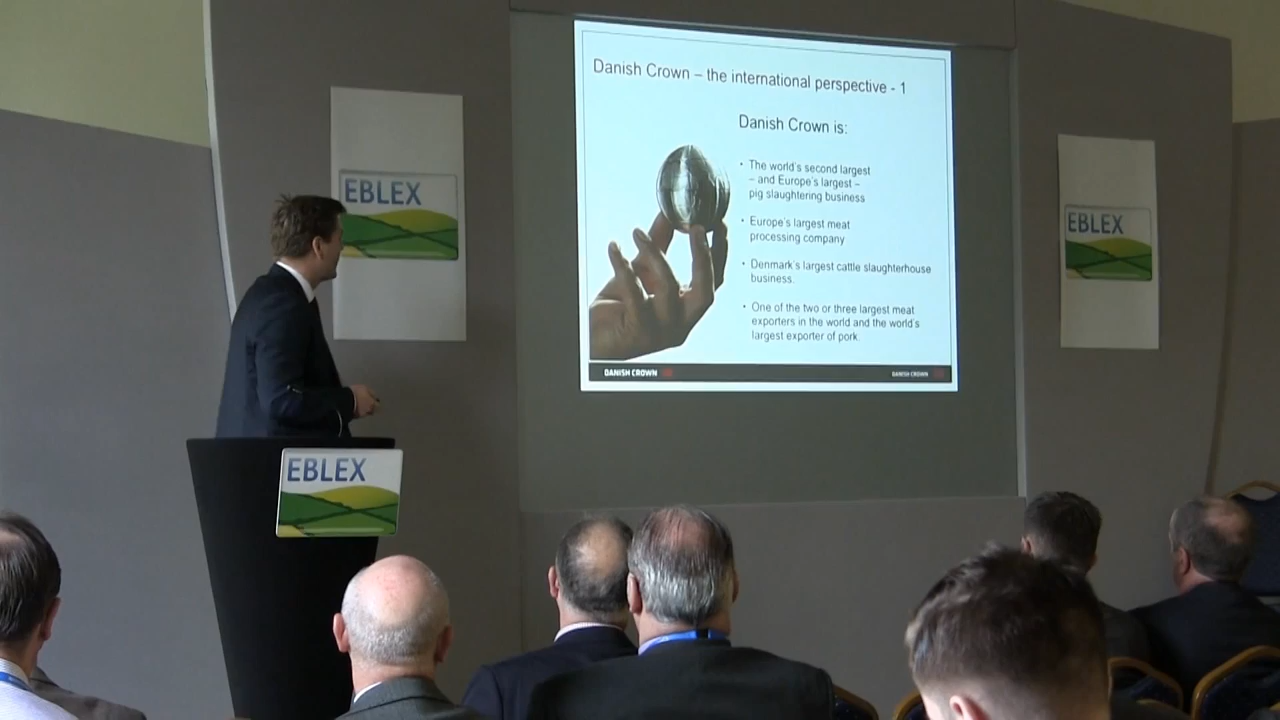 Danish Crown – the international perspective - 1
Danish Crown is:
• The world's second largest
– and Europe's largest –
pig slaughtering business
• Europe's largest meat
processing company
• Denmark's largest cattle slaughterhouse
business.
• One of the two or three largest meat
exporters in the world and the world's
largest exporter of pork.
DANISH CROWN
DANISH CROWN
EBLEX
EBLEX
EBLEX